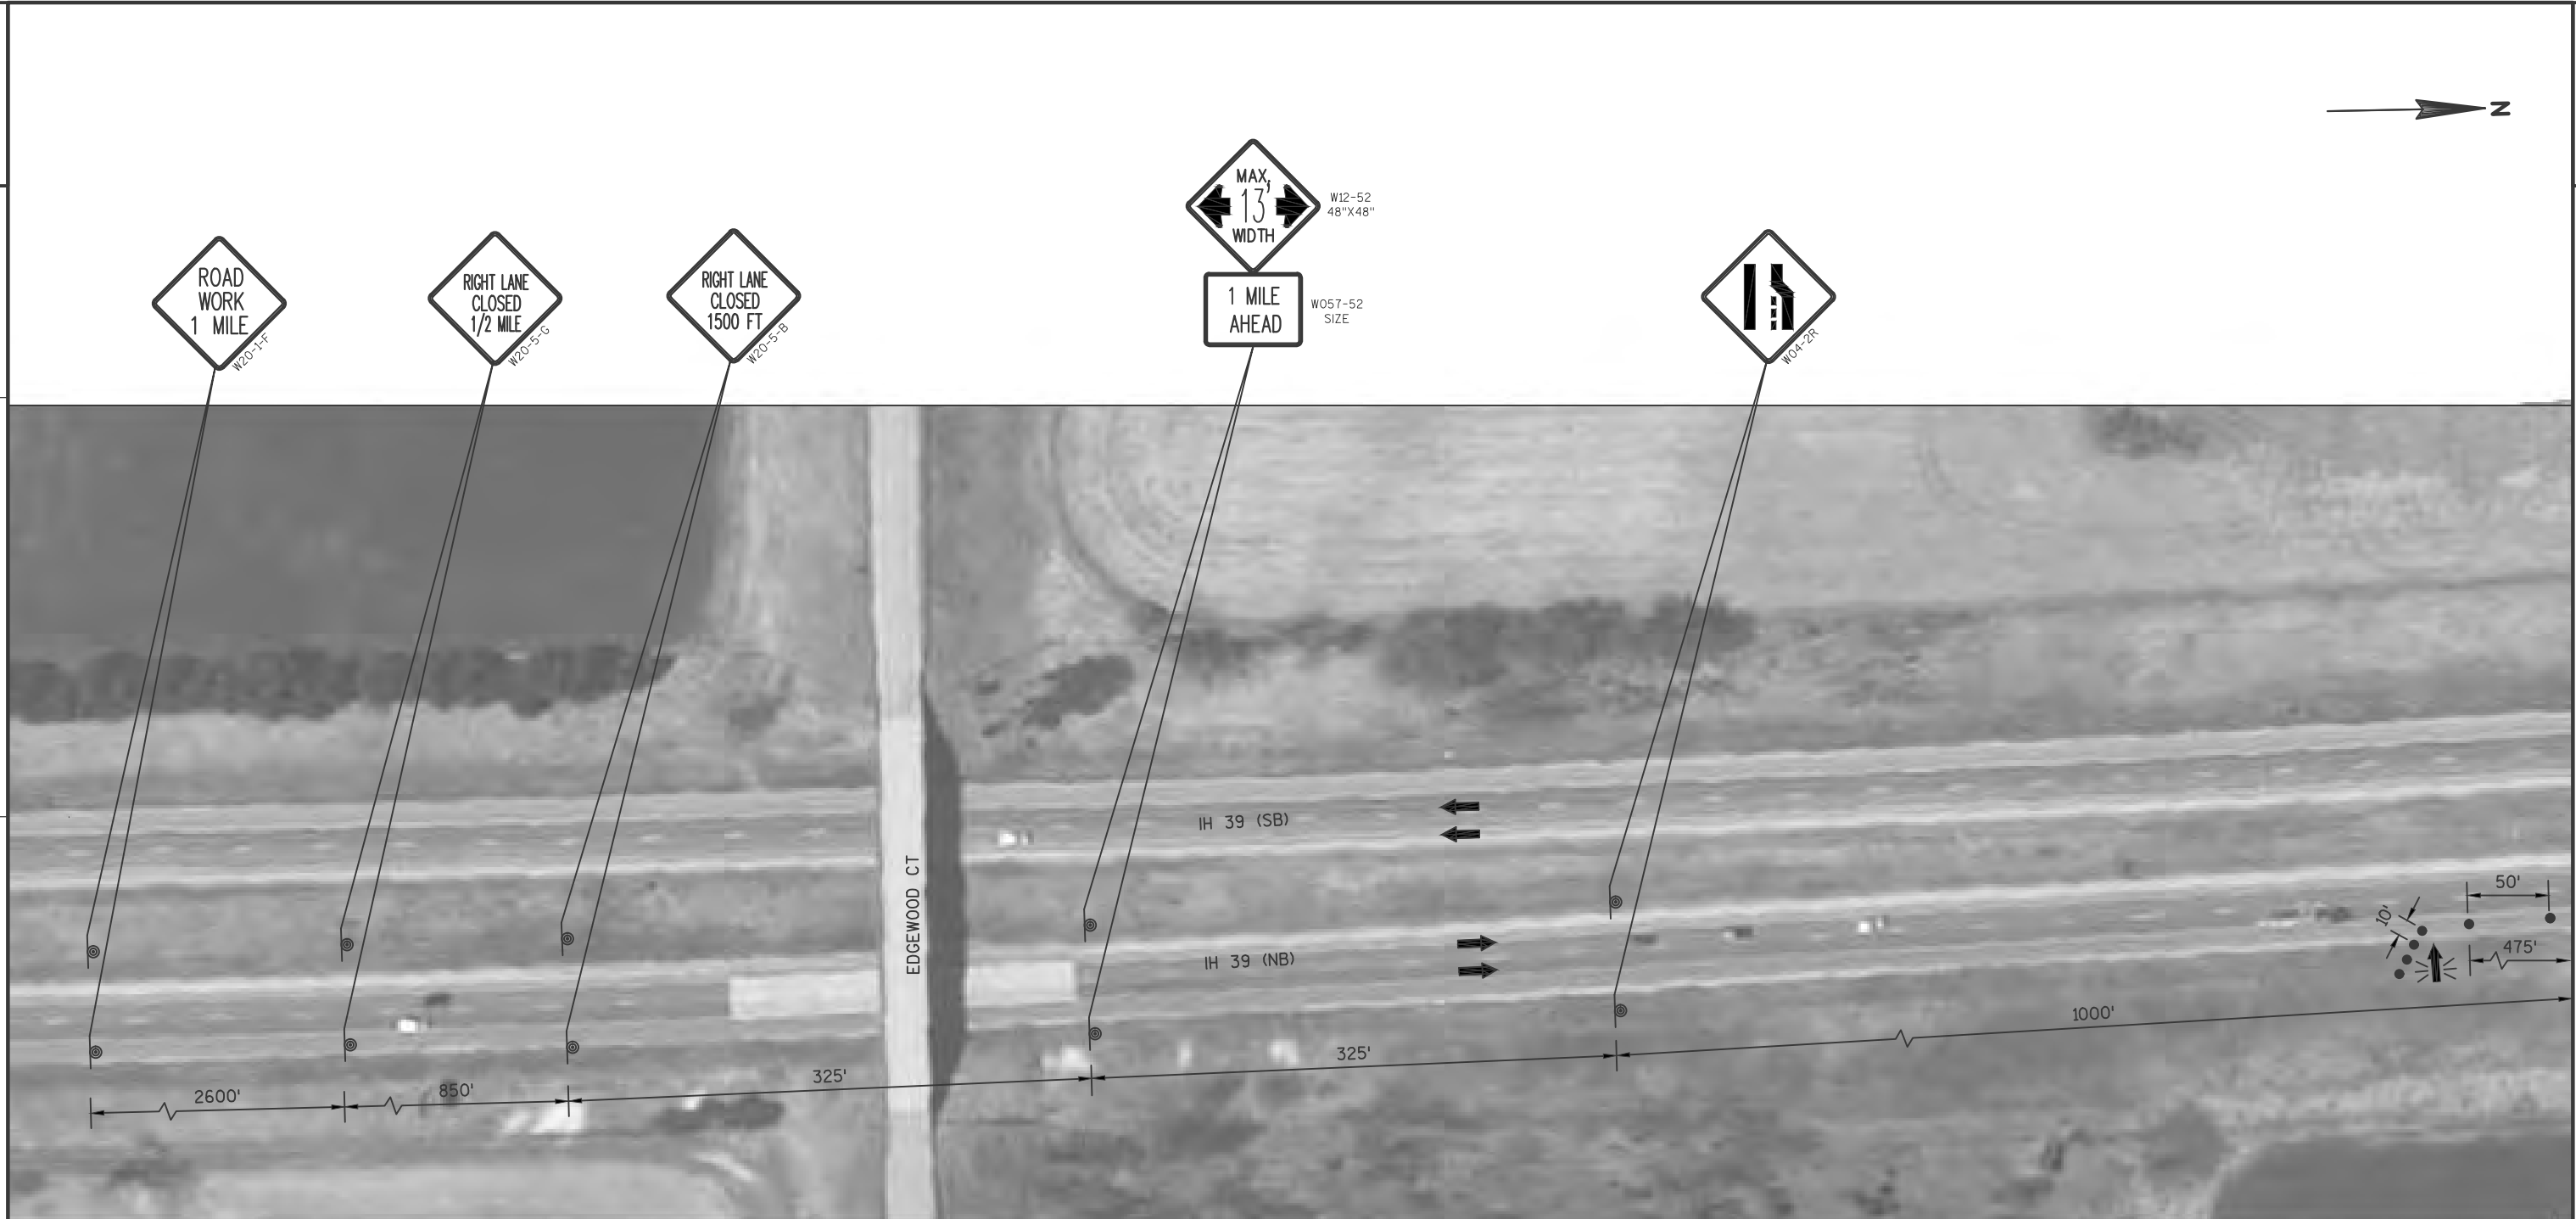 N
MAX.
13'
WIDTH
W12-52
48"X48"
1 MILE
AHEAD
WO57-52
SIZE
ROAD
WORK
1 MILE
W20-1-F
RIGHT LANE
CLOSED
1/2 MILE
W20-5-G
RIGHT LANE
CLOSED
1500 FT
W20-5-B
WO4-2R
IH 39 (SB)
EDGEWOOD CT
IH 39 (NB)
50'
10'
475'
1000'
325'
325'
850'
2600'